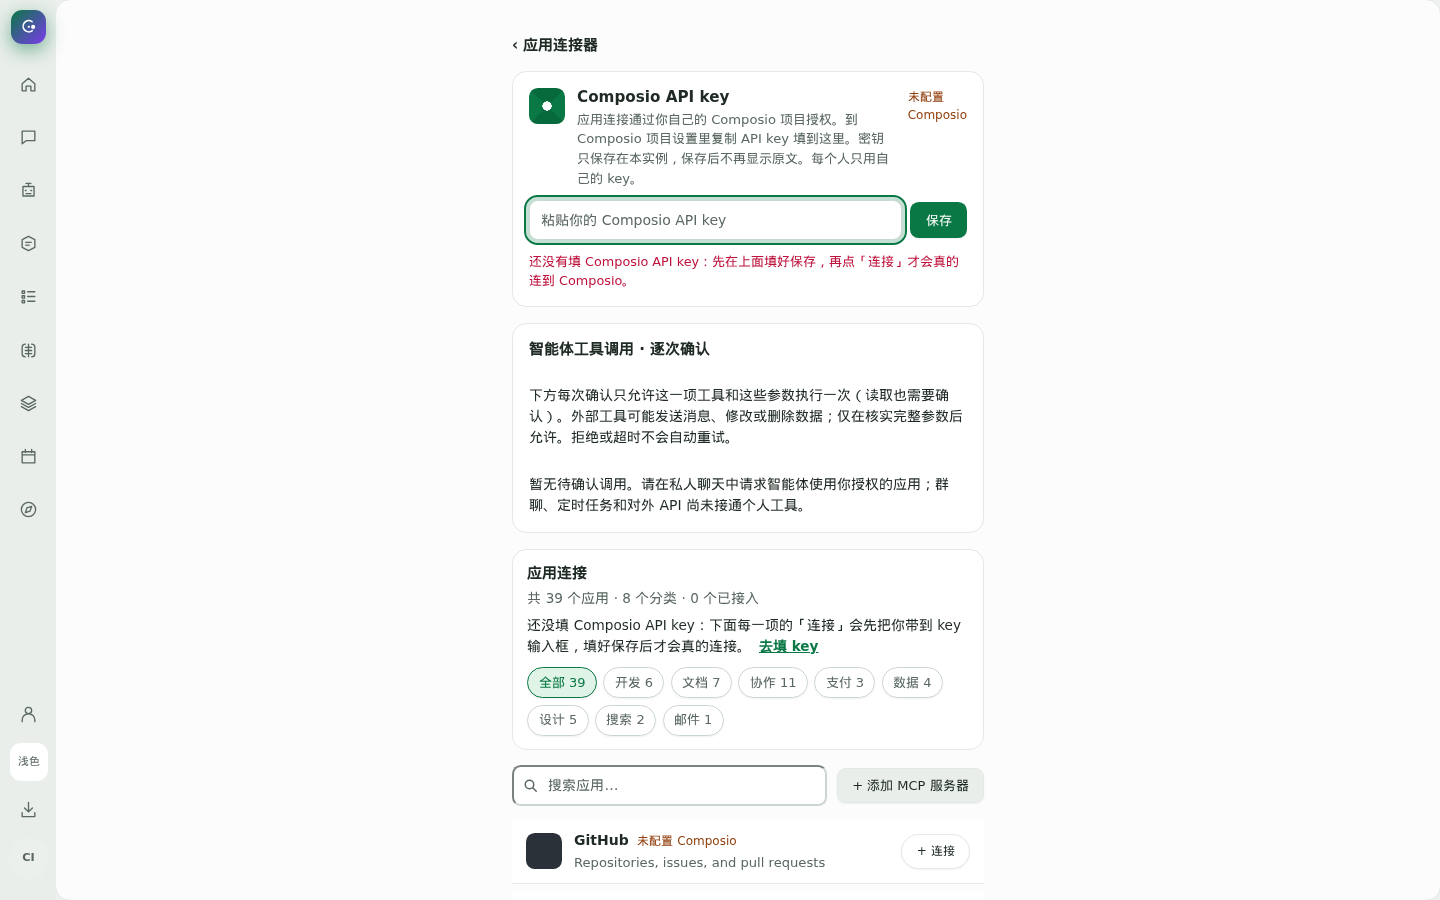 ‹ 应用连接器
Composio API key
未配置
Composio
应用连接通过你自己的 Composio 项目授权。到
Composio 项目设置里复制 API key 填到这里。密钥
只保存在本实例，保存后不再显示原文。每个人只用自
己的 key。
粘贴你的 Composio API key
保存
还没有填 Composio API key：先在上面填好保存，再点「连接」才会真的
连到 Composio。
智能体工具调用 · 逐次确认
下方每次确认只允许这一项工具和这些参数执行一次（读取也需要确
认）。外部工具可能发送消息、修改或删除数据；仅在核实完整参数后
允许。拒绝或超时不会自动重试。
暂无待确认调用。请在私人聊天中请求智能体使用你授权的应用；群
聊、定时任务和对外 API 尚未接通个人工具。
应用连接
共 39 个应用 · 8 个分类 · 0 个已接入
还没填 Composio API key：下面每一项的「连接」会先把你带到 key
输入框，填好保存后才会真的连接。 去填 key
全部 39 开发 6 文档 7 协作 11 支付 3 数据 4
设计 5 搜索 2 邮件 1
搜索应用…
+ 添加 MCP 服务器
GitHub 未配置 Composio
Repositories, issues, and pull requests
+ 连接
浅色
CI